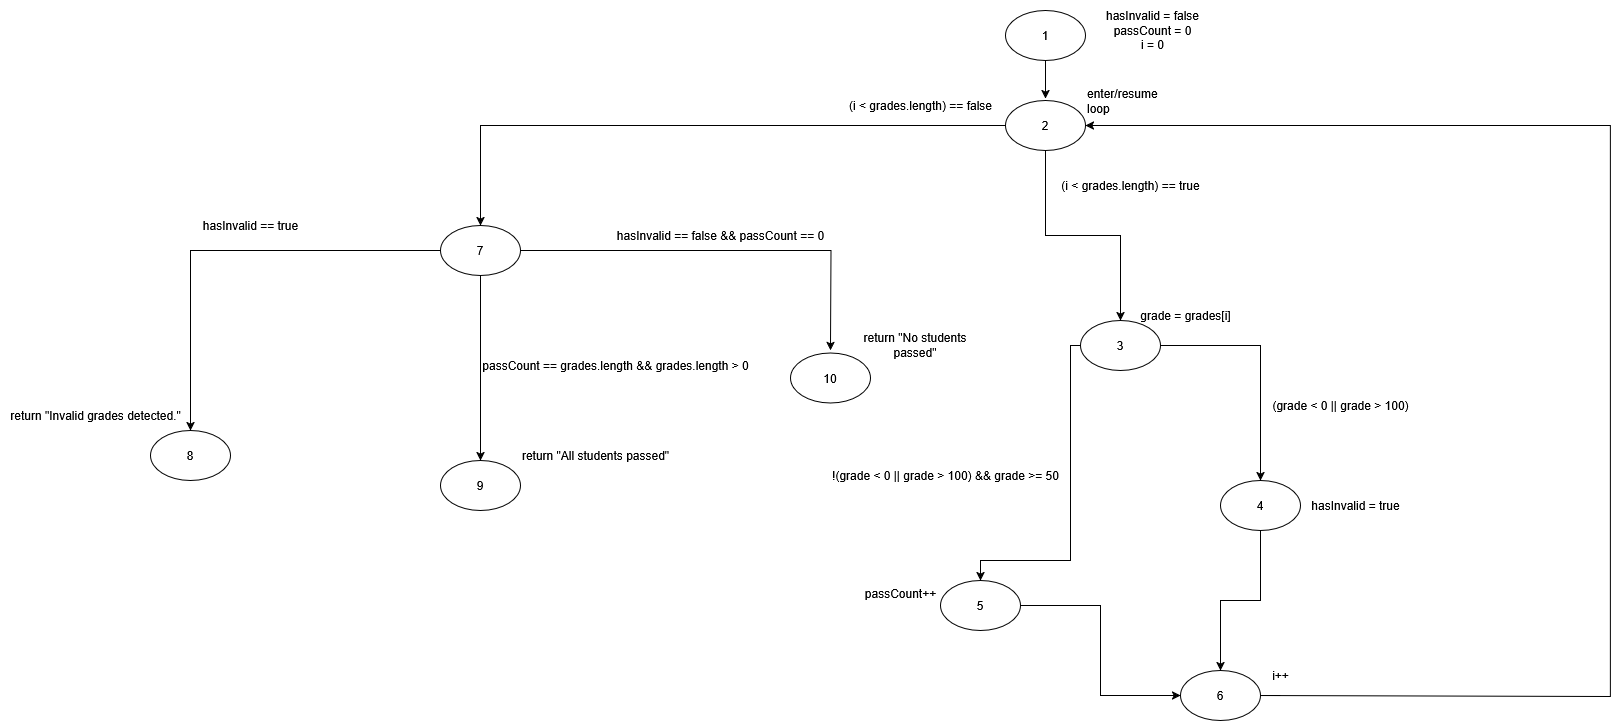 hasInvalid = false
passCount = 0
i = 0
1
enter/resume
loop
(i < grades.length) == false
2
(i < grades.length) == true
hasInvalid == true
hasInvalid == false && passCount == 0
7
grade = grades[i]
return "No students
passed"
3
passCount == grades.length && grades.length > 0
10
(grade < 0 || grade > 100)
return "Invalid grades detected."
8
return "All students passed"
!(grade < 0 || grade > 100) && grade >= 50
9
4
hasInvalid = true
passCount++
5
i++
6